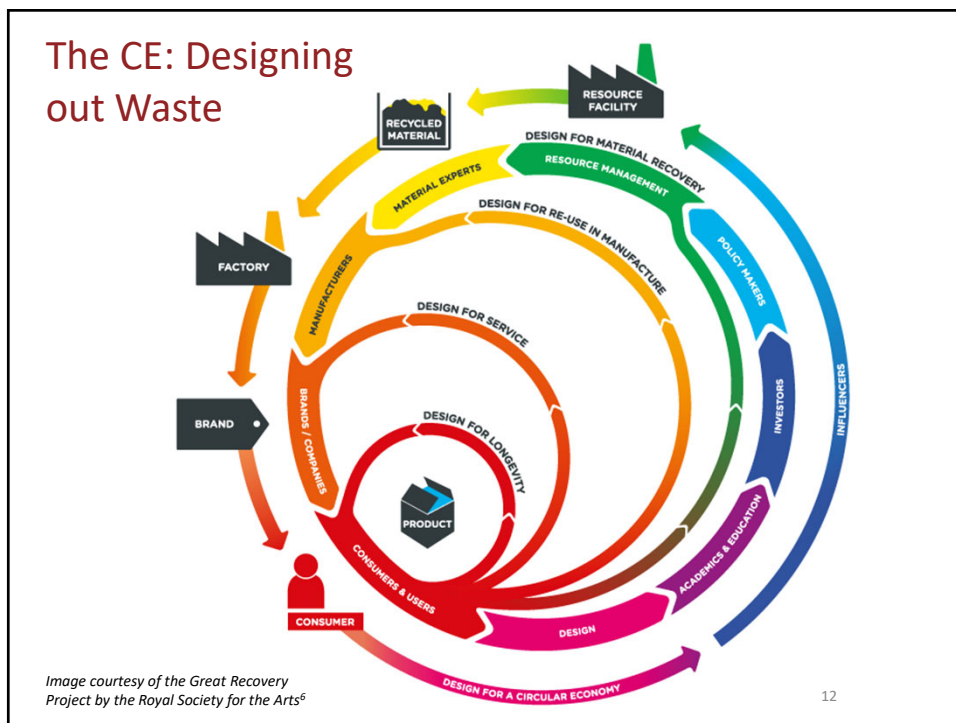 The CE: Designing
out Waste
RESOURCE
FACILITY
RECYCLED
MATERIAL
DESIGN FOR MATERIAL RECOVERY
RESOURCE MANAGEMENT
MATERIAL EXPERTS
DESIGN FOR RE-USE IN MANUFACTURE
POLICY MAKERS
FACTORY
MANUFACTURERS
DESIGN FOR SERVICE
INVESTORS
INFLUENCERS
BRAND
BRANDS / COMPANIES
DESIGN FOR LONGEVITY
PRODUCT
ACADEMICS & EDUCATION
CONSUMERS & USERS
DESIGN
CONSUMER
DESIGN FOR A CIRCULAR ECONOMY
Image courtesy of the Great Recovery
Project by the Royal Society for the Arts⁶
12